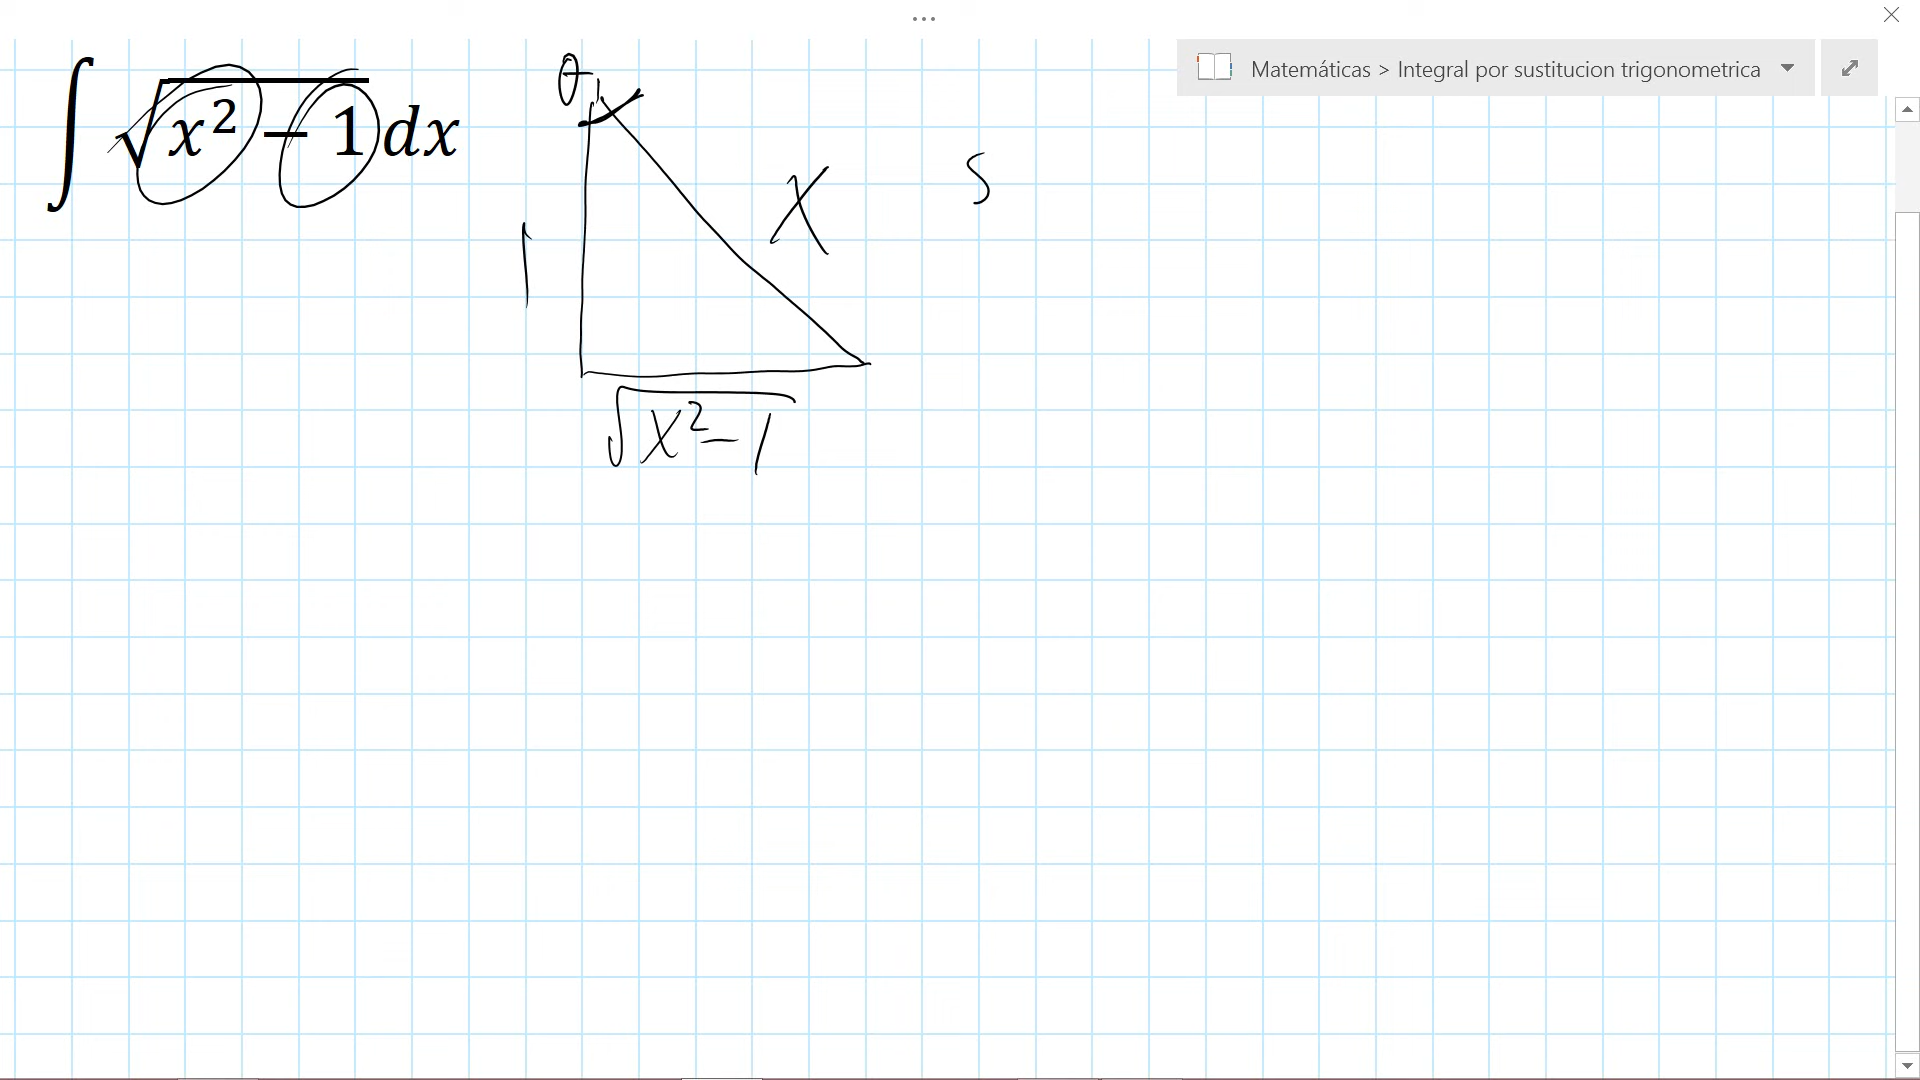 Matemáticas > Integral por sustitucion trigonometrica
∫ √x² − 1 dx
θ
1
X
S
√X²−1